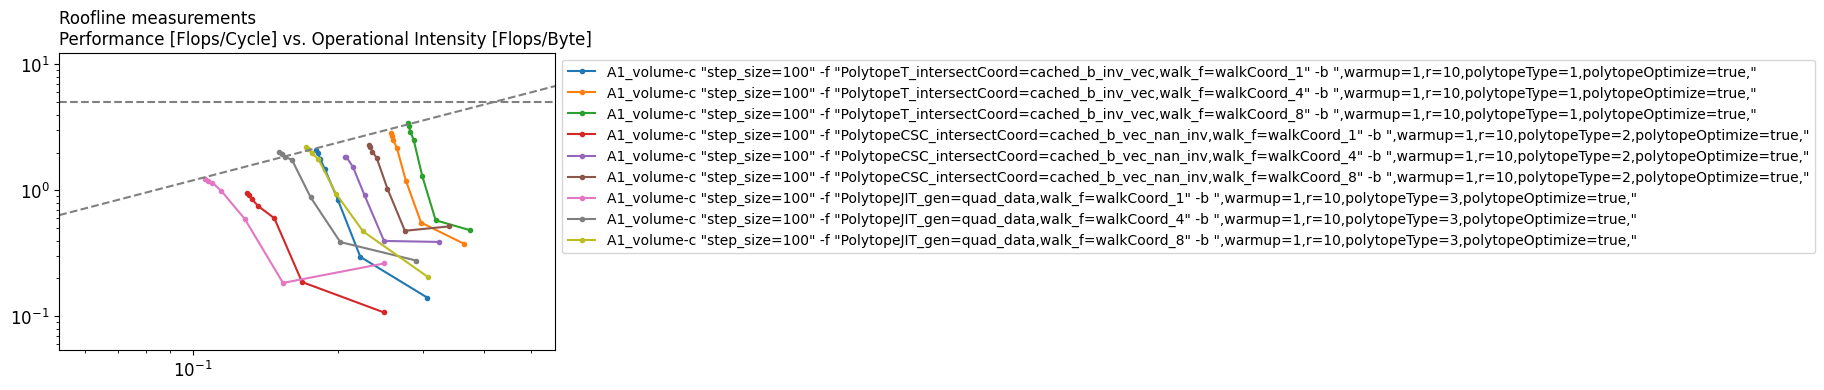 Roofline measurements
Performance [Flops/Cycle] vs. Operational Intensity [Flops/Byte]
10¹
10⁰
10⁻¹
10⁻¹
A1_volume-c "step_size=100" -f "PolytopeT_intersectCoord=cached_b_inv_vec,walk_f=walkCoord_1" -b ",warmup=1,r=10,polytopeType=1,polytopeOptimize=true,"
A1_volume-c "step_size=100" -f "PolytopeT_intersectCoord=cached_b_inv_vec,walk_f=walkCoord_4" -b ",warmup=1,r=10,polytopeType=1,polytopeOptimize=true,"
A1_volume-c "step_size=100" -f "PolytopeT_intersectCoord=cached_b_inv_vec,walk_f=walkCoord_8" -b ",warmup=1,r=10,polytopeType=1,polytopeOptimize=true,"
A1_volume-c "step_size=100" -f "PolytopeCSC_intersectCoord=cached_b_vec_nan_inv,walk_f=walkCoord_1" -b ",warmup=1,r=10,polytopeType=2,polytopeOptimize=true,"
A1_volume-c "step_size=100" -f "PolytopeCSC_intersectCoord=cached_b_vec_nan_inv,walk_f=walkCoord_4" -b ",warmup=1,r=10,polytopeType=2,polytopeOptimize=true,"
A1_volume-c "step_size=100" -f "PolytopeCSC_intersectCoord=cached_b_vec_nan_inv,walk_f=walkCoord_8" -b ",warmup=1,r=10,polytopeType=2,polytopeOptimize=true,"
A1_volume-c "step_size=100" -f "PolytopeJIT_gen=quad_data,walk_f=walkCoord_1" -b ",warmup=1,r=10,polytopeType=3,polytopeOptimize=true,"
A1_volume-c "step_size=100" -f "PolytopeJIT_gen=quad_data,walk_f=walkCoord_4" -b ",warmup=1,r=10,polytopeType=3,polytopeOptimize=true,"
A1_volume-c "step_size=100" -f "PolytopeJIT_gen=quad_data,walk_f=walkCoord_8" -b ",warmup=1,r=10,polytopeType=3,polytopeOptimize=true,"